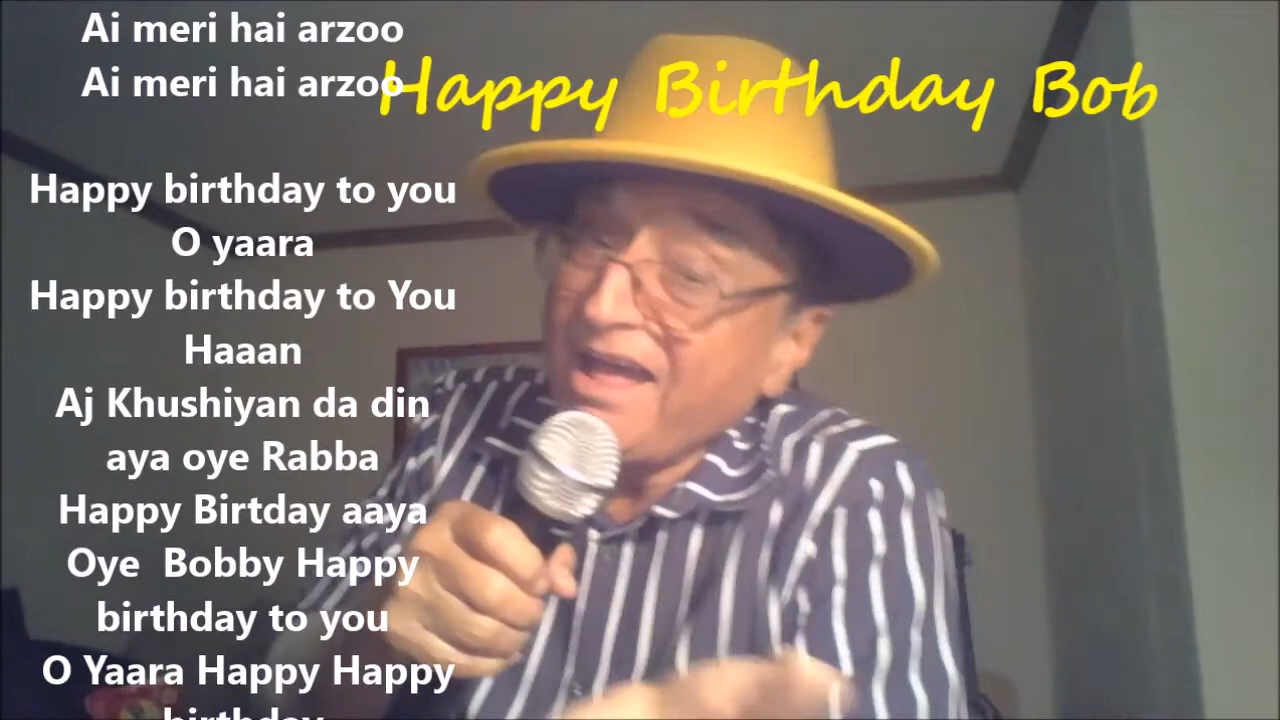 Ai meri hai arzoo
Ai meri hai arzoo
Happy Birthday Bob
Happy birthday to you
O yaara
Happy birthday to You
Haaan
Aj Khushiyan da din
aya oye Rabba
Happy Birtday aaya
Oye  Bobby Happy
birthday to you
O Yaara Happy Happy
birthday